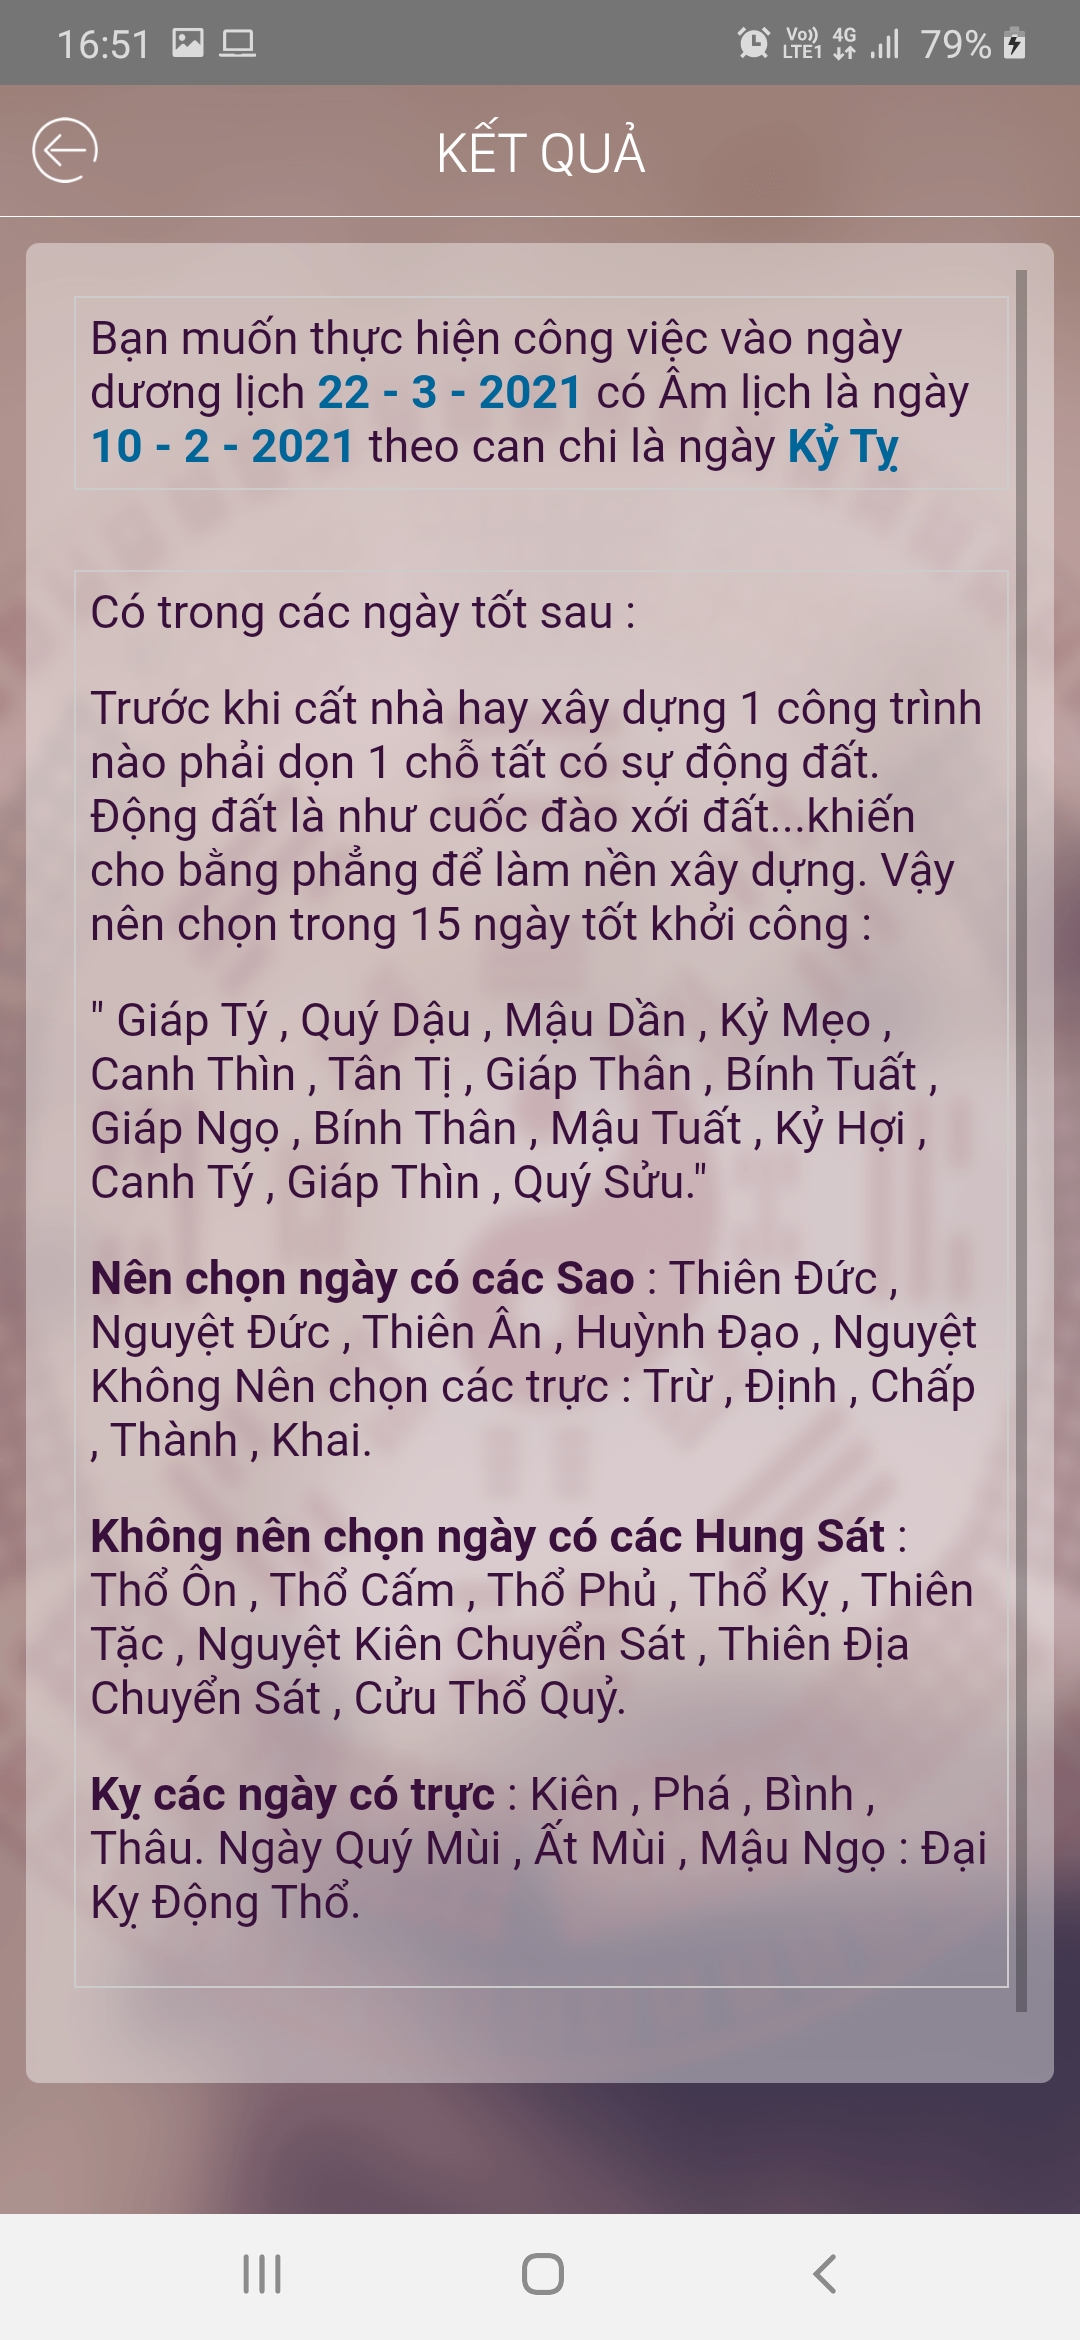 16:51
Vo)) LTE1 4G 79%
KẾT QUẢ
Bạn muốn thực hiện công việc vào ngày
dương lịch 22 - 3 - 2021 có Âm lịch là ngày
10 - 2 - 2021 theo can chi là ngày Kỷ Tỵ
Có trong các ngày tốt sau :
Trước khi cất nhà hay xây dựng 1 công trình
nào phải dọn 1 chỗ tất có sự động đất.
Động đất là như cuốc đào xới đất...khiến
cho bằng phẳng để làm nền xây dựng. Vậy
nên chọn trong 15 ngày tốt khởi công :
" Giáp Tý , Quý Dậu , Mậu Dần , Kỷ Mẹo ,
Canh Thìn , Tân Tị , Giáp Thân , Bính Tuất ,
Giáp Ngọ , Bính Thân , Mậu Tuất , Kỷ Hợi ,
Canh Tý , Giáp Thìn , Quý Sửu."
Nên chọn ngày có các Sao : Thiên Đức ,
Nguyệt Đức , Thiên Ân , Huỳnh Đạo , Nguyệt
Không Nên chọn các trực : Trừ , Định , Chấp
, Thành , Khai.
Không nên chọn ngày có các Hung Sát :
Thổ Ôn , Thổ Cấm , Thổ Phủ , Thổ Kỵ , Thiên
Tặc , Nguyệt Kiên Chuyển Sát , Thiên Địa
Chuyển Sát , Cửu Thổ Quỷ.
Kỵ các ngày có trực : Kiên , Phá , Bình ,
Thâu. Ngày Quý Mùi , Ất Mùi , Mậu Ngọ : Đại
Kỵ Động Thổ.